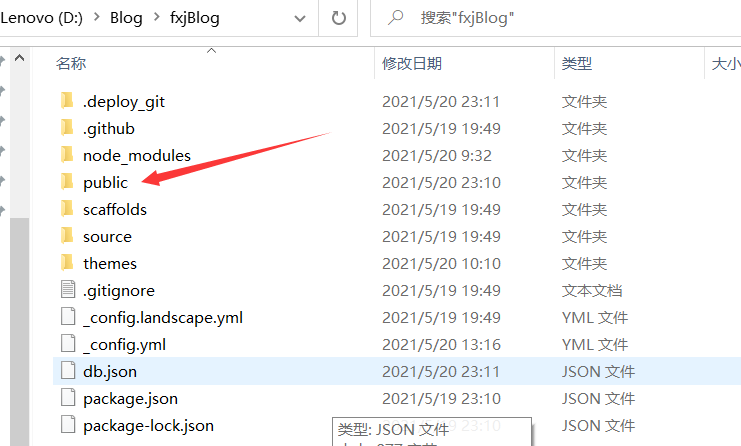 Lenovo (D:) Blog fxjBlog 搜索"fxjBlog"
名称 修改日期 类型 大小
.deploy_git 2021/5/20 23:11 文件夹
.github 2021/5/19 19:49 文件夹
node_modules 2021/5/20 9:32 文件夹
public 2021/5/20 23:10 文件夹
scaffolds 2021/5/19 19:49 文件夹
source 2021/5/19 19:49 文件夹
themes 2021/5/20 10:10 文件夹
.gitignore 2021/5/19 19:49 文本文档
_config.landscape.yml 2021/5/19 19:49 YML 文件
_config.yml 2021/5/20 13:16 YML 文件
db.json 2021/5/20 23:11 JSON 文件
package.json 2021/5/19 23:10 JSON 文件
package-lock.json 2021/5/19 23:10 JSON 文件
类型: JSON 文件